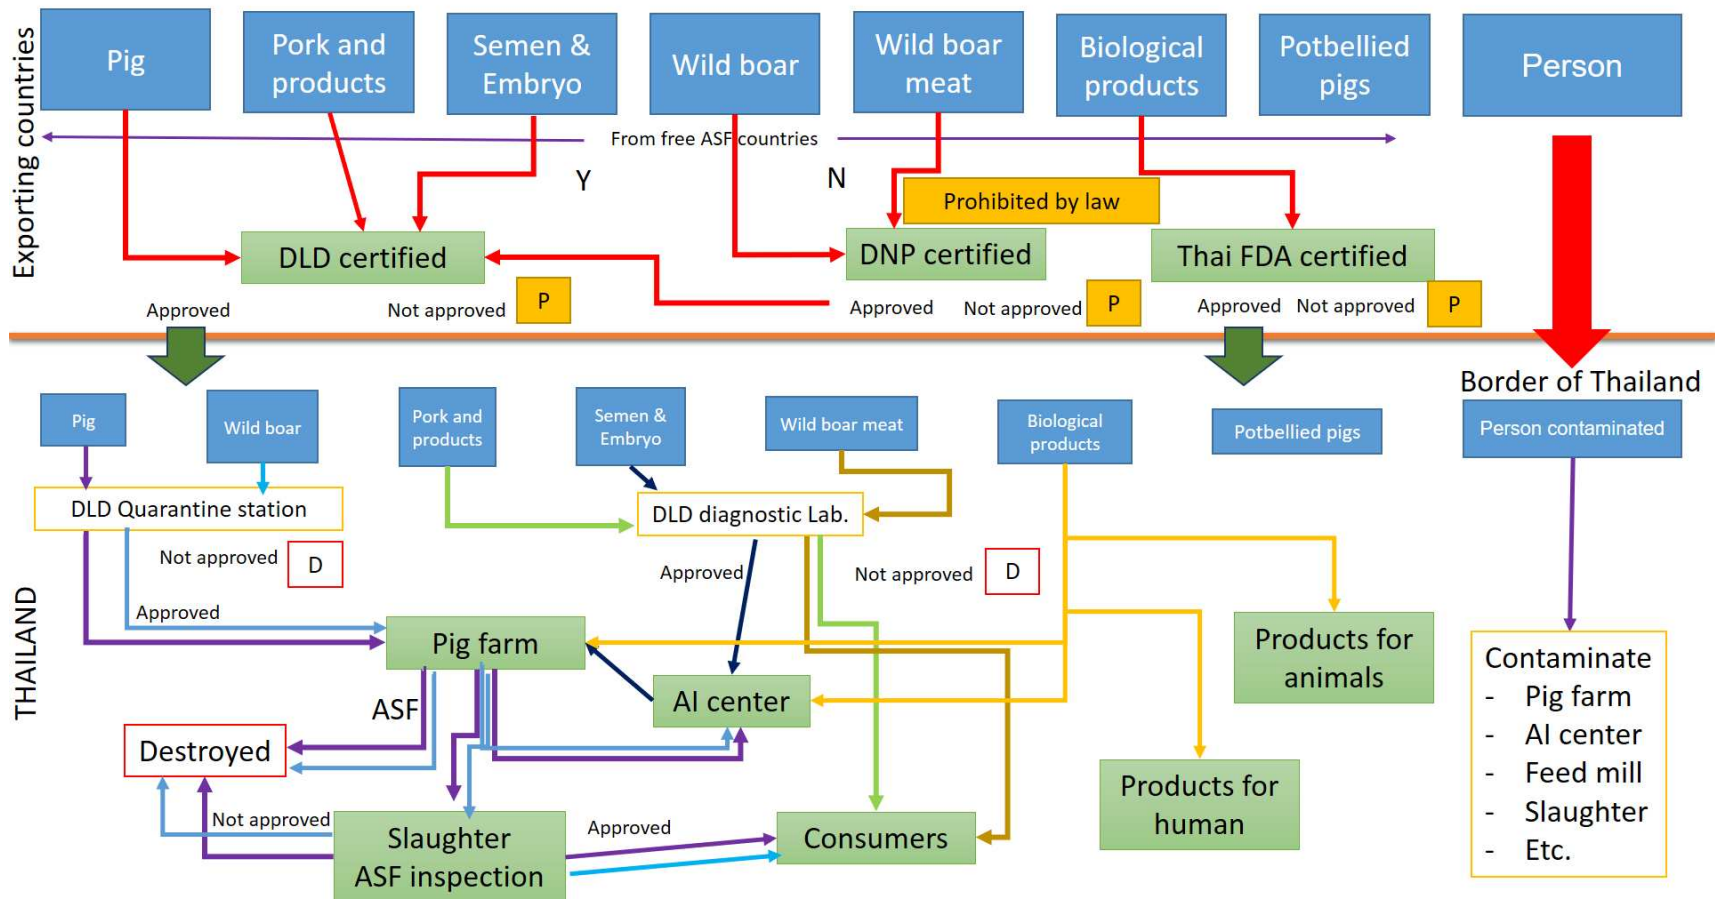 Exporting countries
Pig
Pork and
products
Semen &
Embryo
Wild boar
Wild boar
meat
Biological
products
Potbellied
pigs
Person
From free ASF countries
Y
N
Prohibited by law
DLD certified
DNP certified
Thai FDA certified
Approved
Not approved
P
Approved
Not approved
P
Approved
Not approved
P
Border of Thailand
THAILAND
Pig
Wild boar
Pork and
products
Semen &
Embryo
Wild boar meat
Biological
products
Potbellied pigs
Person contaminated
DLD Quarantine station
DLD diagnostic Lab.
Not approved
D
Approved
Not approved
D
Approved
Pig farm
AI center
ASF
Destroyed
Products for
animals
Products for
human
Not approved
Slaughter
ASF inspection
Approved
Consumers
Contaminate
- Pig farm
- AI center
- Feed mill
- Slaughter
- Etc.